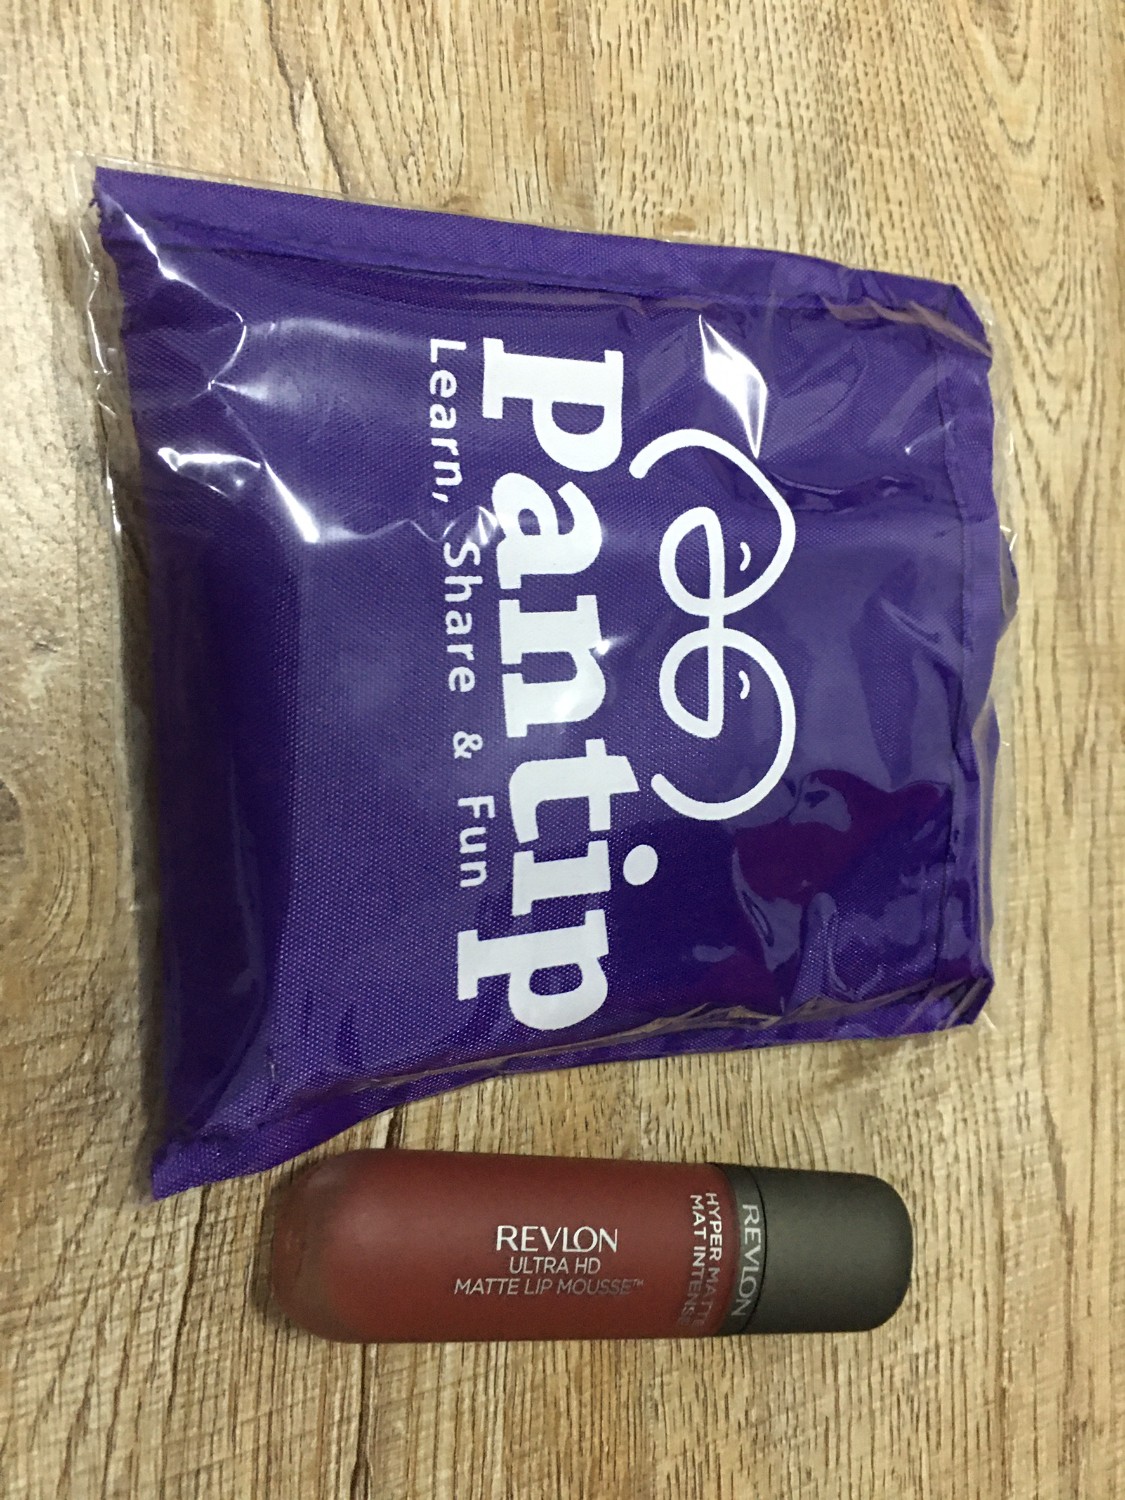 Pantip
Learn, Share & Fun
REVLON
ULTRA HD
MATTE LIP MOUSSE™
REVLON
HYPER MATTE
MAT INTENSE